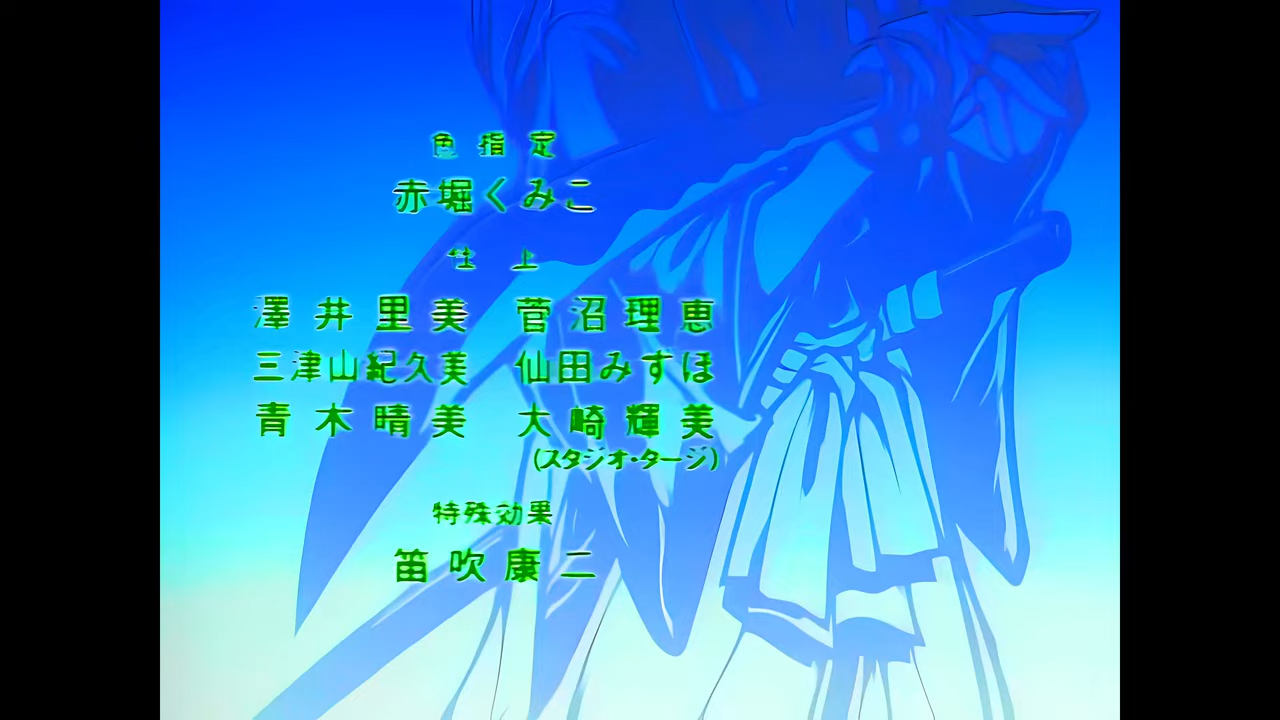 色指定
赤堀くみこ
仕上
澤井里美 菅沼理恵
三津山紀久美 仙田みすほ
青木晴美 大崎輝美
(スタジオ・タージ)
特殊効果
笛吹康二